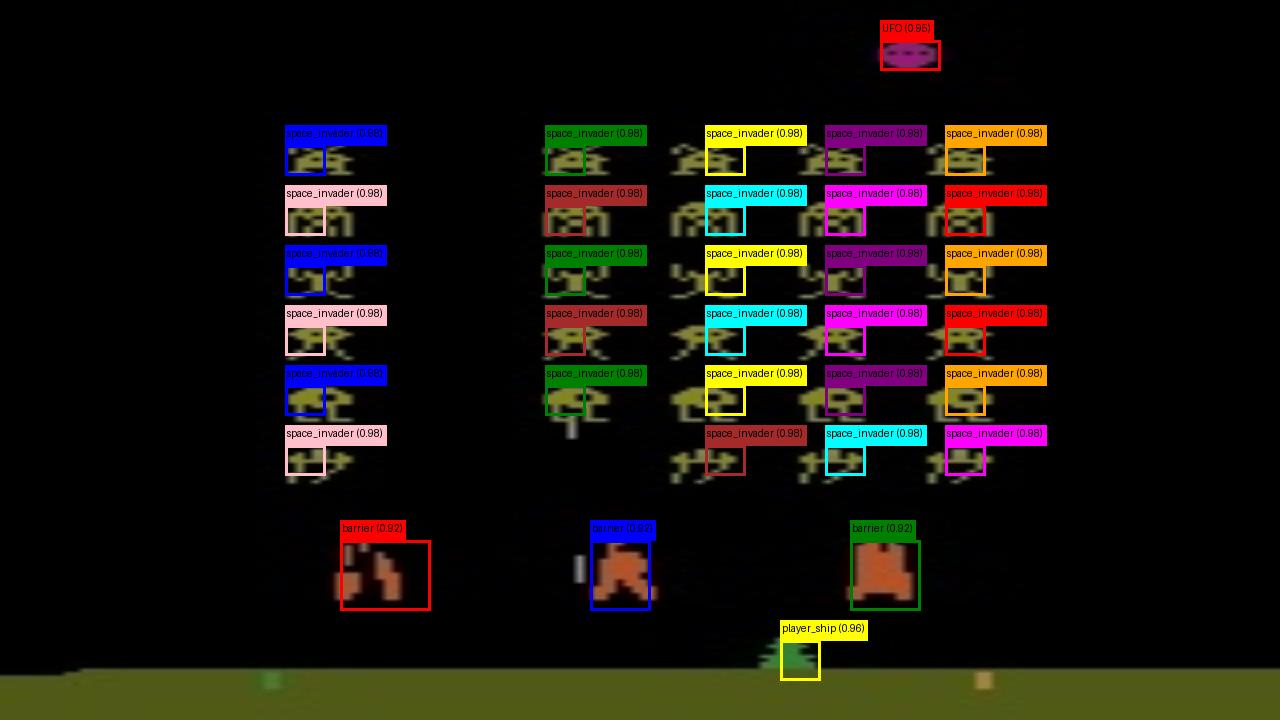 UFO (0.95)
space_invader (0.98) space_invader (0.98) space_invader (0.98) space_invader (0.98) space_invader (0.98)
space_invader (0.98) space_invader (0.98) space_invader (0.98) space_invader (0.98) space_invader (0.98)
space_invader (0.98) space_invader (0.98) space_invader (0.98) space_invader (0.98) space_invader (0.98)
space_invader (0.98) space_invader (0.98) space_invader (0.98) space_invader (0.98) space_invader (0.98)
space_invader (0.98) space_invader (0.98) space_invader (0.98) space_invader (0.98) space_invader (0.98)
space_invader (0.98) space_invader (0.98) space_invader (0.98) space_invader (0.98)
barrier (0.92) barrier (0.92) barrier (0.92)
player_ship (0.96)